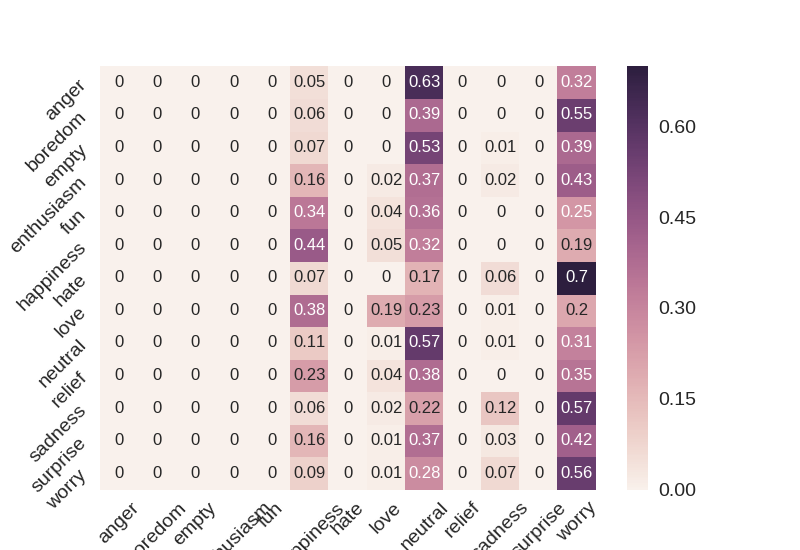 anger 0 0 0 0 0 0.05 0 0 0.63 0 0 0 0.32
boredom 0 0 0 0 0 0.06 0 0 0.39 0 0 0 0.55
empty 0 0 0 0 0 0.07 0 0 0.53 0 0.01 0 0.39
enthusiasm 0 0 0 0 0 0.16 0 0.02 0.37 0 0.02 0 0.43
fun 0 0 0 0 0 0.34 0 0.04 0.36 0 0 0 0.25
happiness 0 0 0 0 0 0.44 0 0.05 0.32 0 0 0 0.19
hate 0 0 0 0 0 0.07 0 0 0.17 0 0.06 0 0.7
love 0 0 0 0 0 0.38 0 0.19 0.23 0 0.01 0 0.2
neutral 0 0 0 0 0 0.11 0 0.01 0.57 0 0.01 0 0.31
relief 0 0 0 0 0 0.23 0 0.04 0.38 0 0 0 0.35
sadness 0 0 0 0 0 0.06 0 0.02 0.22 0 0.12 0 0.57
surprise 0 0 0 0 0 0.16 0 0.01 0.37 0 0.03 0 0.42
worry 0 0 0 0 0 0.09 0 0.01 0.28 0 0.07 0 0.56
anger oredom empty husiasm fun ppiness hate love neutral relief sadness surprise worry
0.60
0.45
0.30
0.15
0.00